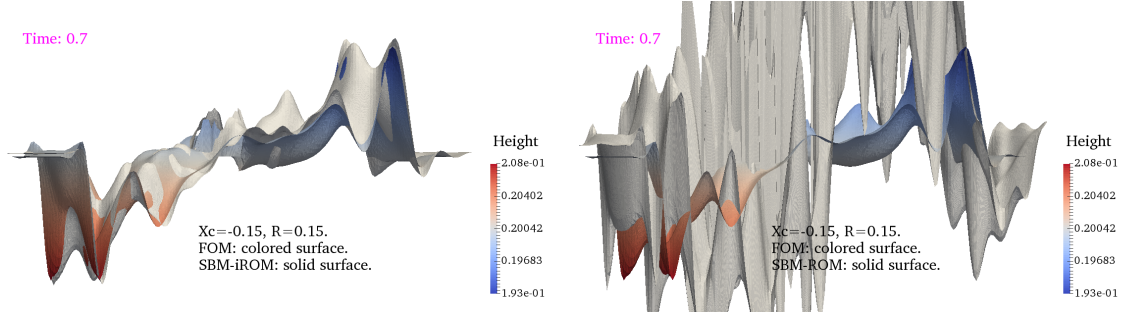 Time: 0.7
Height
2.08e-01
0.20402
0.20042
0.19683
1.93e-01
Xc=-0.15, R=0.15.
FOM: colored surface.
SBM-iROM: solid surface.
Time: 0.7
Height
2.08e-01
0.20402
0.20042
0.19683
1.93e-01
Xc=-0.15, R=0.15.
FOM: colored surface.
SBM-ROM: solid surface.